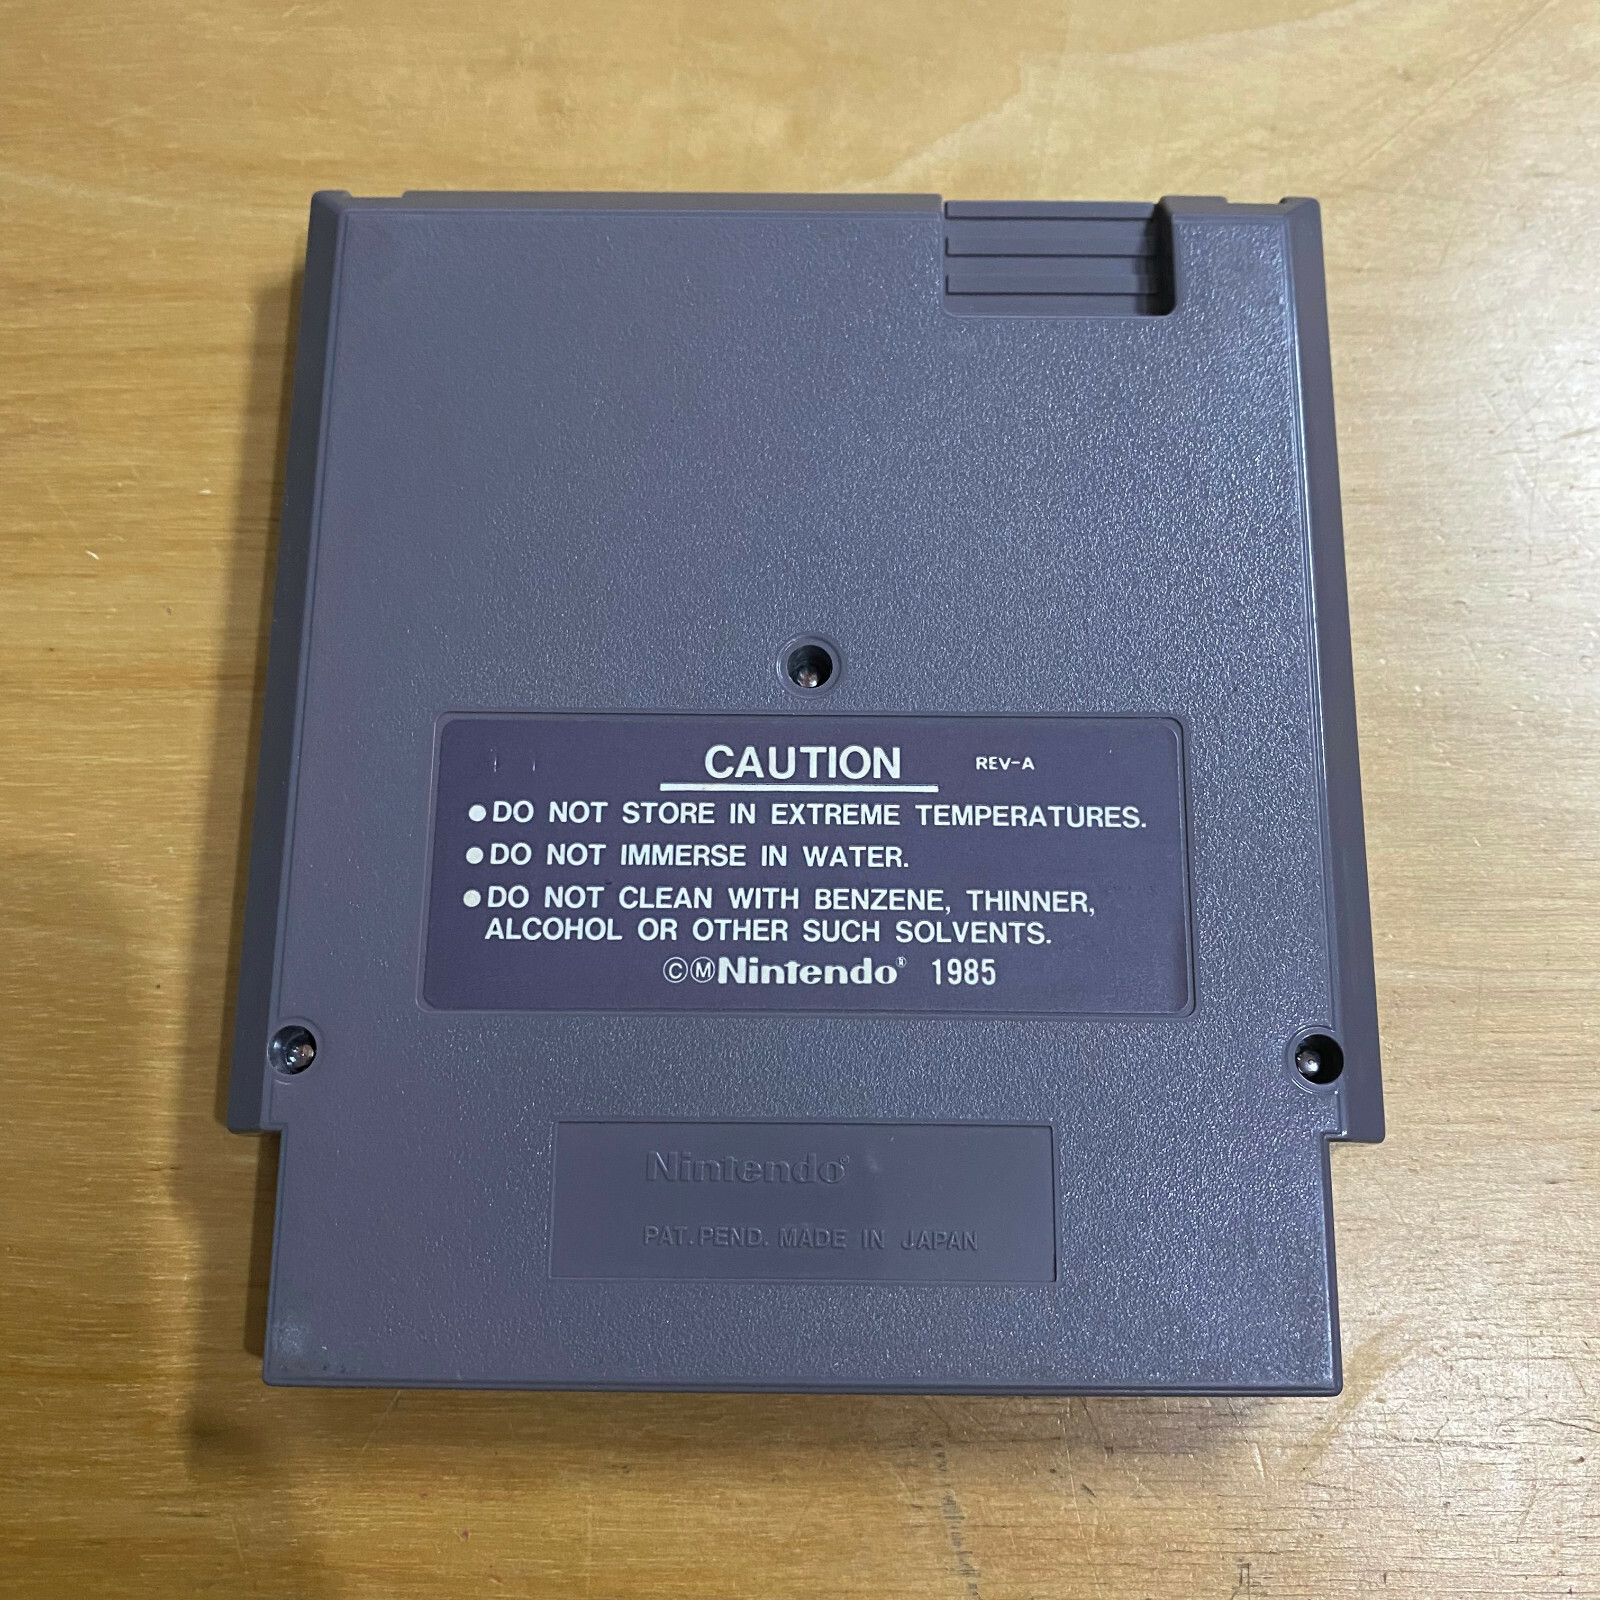 CAUTION REV-A
●DO NOT STORE IN EXTREME TEMPERATURES.
●DO NOT IMMERSE IN WATER.
●DO NOT CLEAN WITH BENZENE, THINNER,
ALCOHOL OR OTHER SUCH SOLVENTS.
©ⓂNintendo® 1985
Nintendo®
PAT. PEND. MADE IN JAPAN